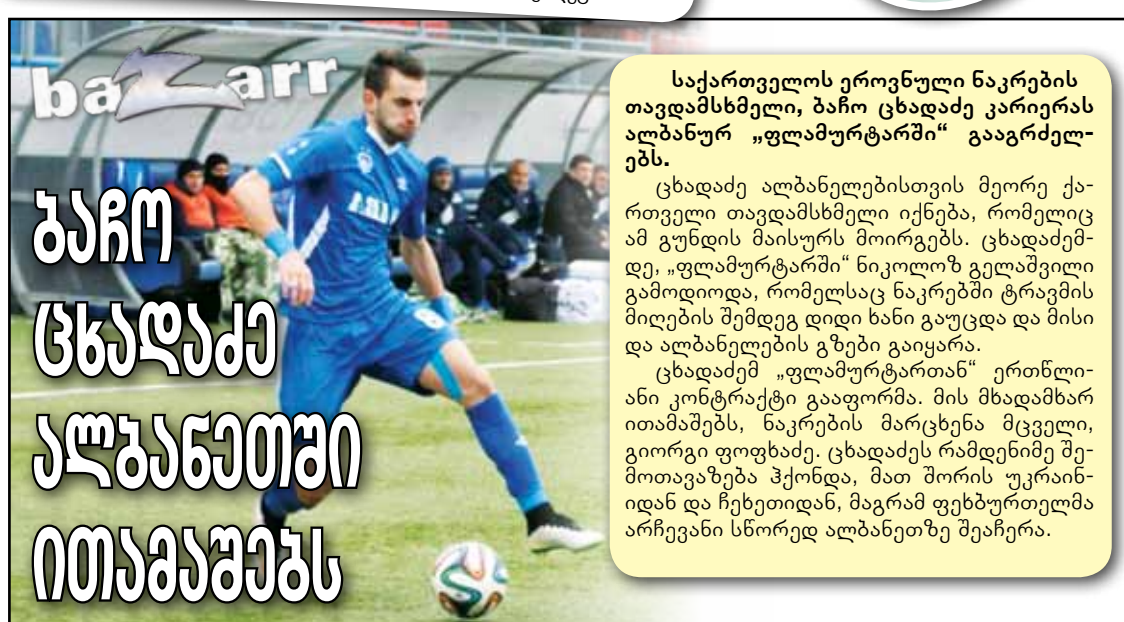 baZarr
ბაჩო
ცხადაძე
ალბანეთში
ითამაშებს
საქართველოს ეროვნული ნაკრების
თავდამსხმელი, ბაჩო ცხადაძე კარიერას
ალბანურ „ფლამურტარში“ გააგრძელ-
ებს.
ცხადაძე ალბანელებისთვის მეორე ქა-
რთველი თავდამსხმელი იქნება, რომელიც
ამ გუნდის მაისურს მოირგებს. ცხადაძემ-
დე, „ფლამურტარში“ ნიკოლოზ გელაშვილი
გამოდიოდა, რომელსაც ნაკრებში ტრავმის
მიღების შემდეგ დიდი ხანი გაუცდა და მისი
და ალბანელების გზები გაიყარა.
ცხადაძემ „ფლამურტართან“ ერთწლი-
ანი კონტრაქტი გააფორმა. მის მხადამხარ
ითამაშებს, ნაკრების მარცხენა მცველი,
გიორგი ფოფხაძე. ცხადაძეს რამდენიმე შე-
მოთავაზება ჰქონდა, მათ შორის უკრაინ-
იდან და ჩეხეთიდან, მაგრამ ფეხბურთელმა
არჩევანი სწორედ ალბანეთზე შეაჩერა.